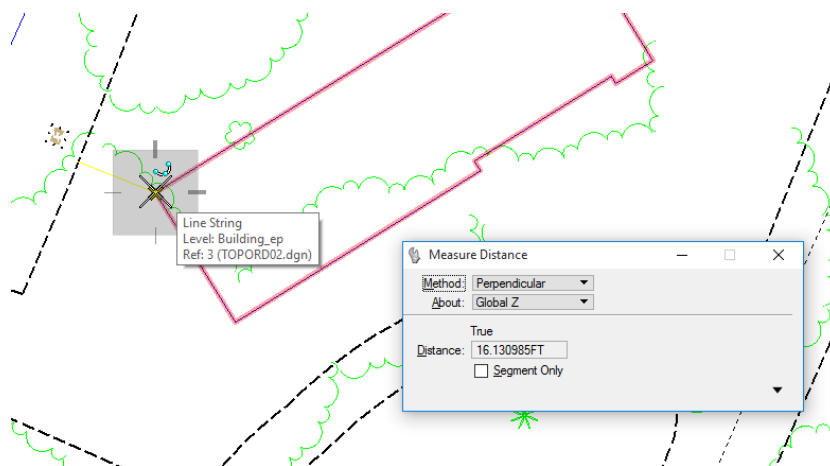 Line String
Level: Building_ep
Ref: 3 (TOPORD02.dgn)
Measure Distance
Method: Perpendicular
About: Global Z
True
Distance: 16.130985FT
Segment Only